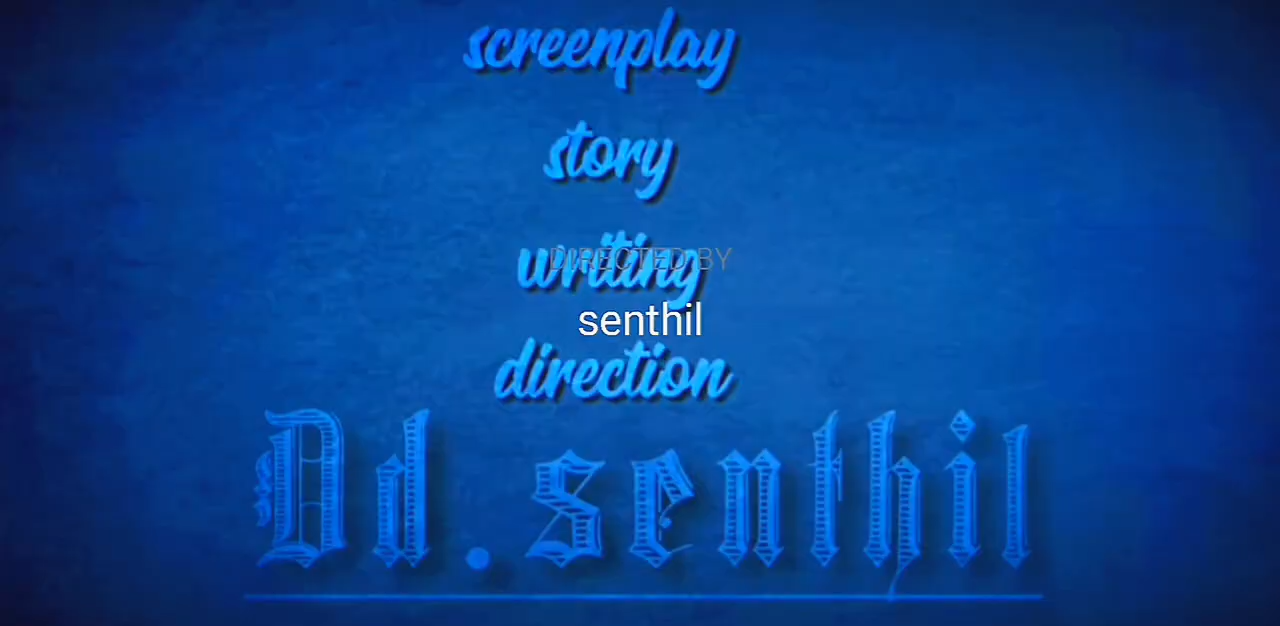 screenplay
story
writing
DIRECTED BY
senthil
direction
Dd.senthil